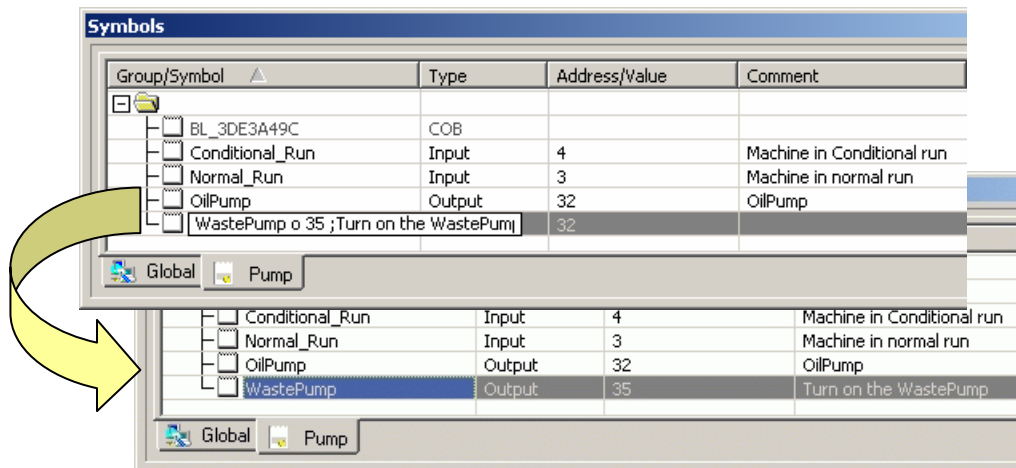 Symbols
Group/Symbol Type Address/Value Comment
BL_3DE3A49C COB
Conditional_Run Input 4 Machine in Conditional run
Normal_Run Input 3 Machine in normal run
OilPump Output 32 OilPump
WastePump o 35 ;Turn on the WastePum 32
Global Pump
Conditional_Run Input 4 Machine in Conditional run
Normal_Run Input 3 Machine in normal run
OilPump Output 32 OilPump
WastePump Output 35 Turn on the WastePump
Global Pump